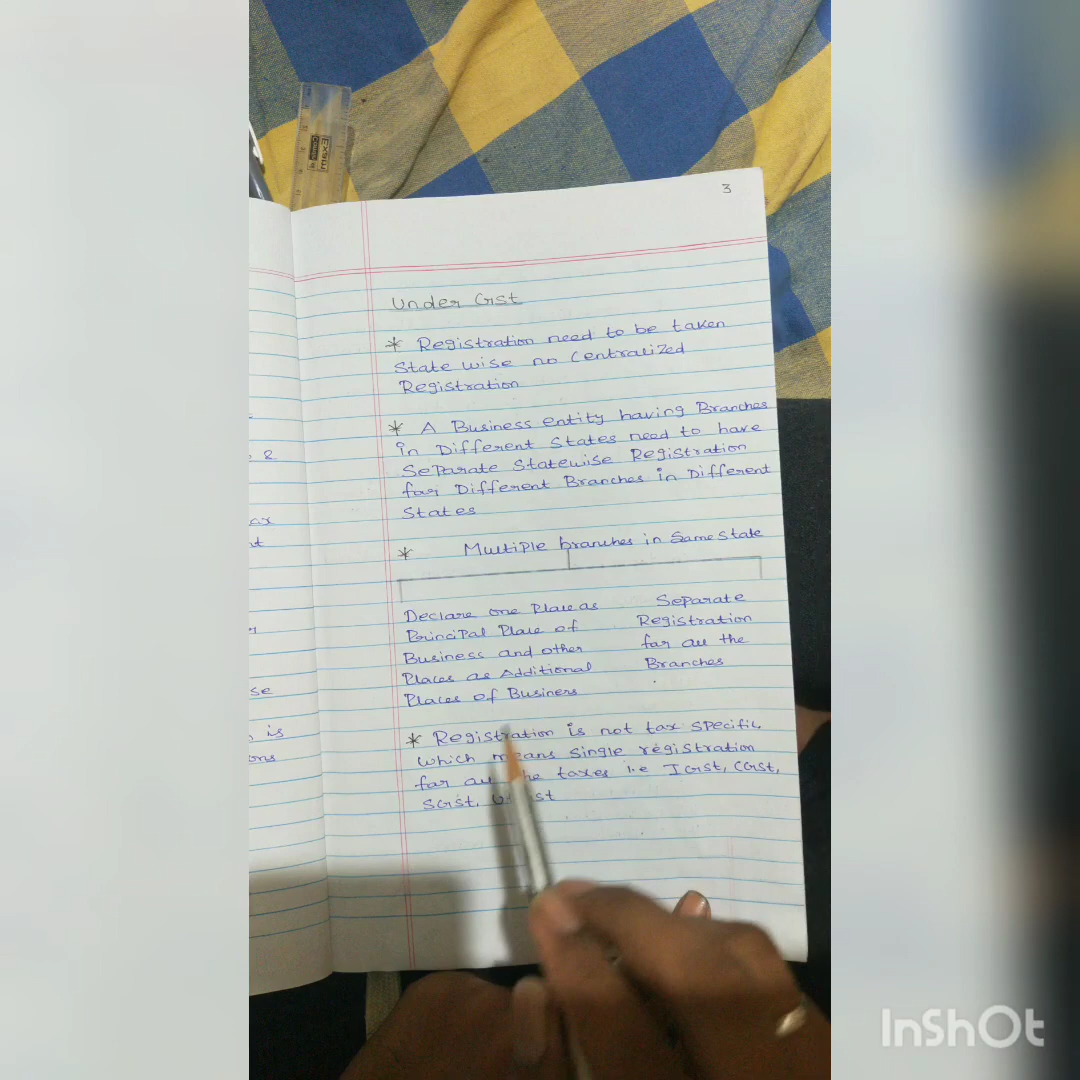 3
Under Gst
* Registration need to be taken
State wise no Centralized
Registration
* A Business entity having Branches
in Different States need to have
Separate Statewise Registration
for Different Branches in Different
States
* Multiple branches in Same State
Declare one Place as
Principal Place of
Business and other
Places as Additional
Places of Business
Separate
Registration
for all the
Branches
* Registration is not tax specific
which means single registration
for all the taxes i.e IGst, CGst,
SGst,
InShOt